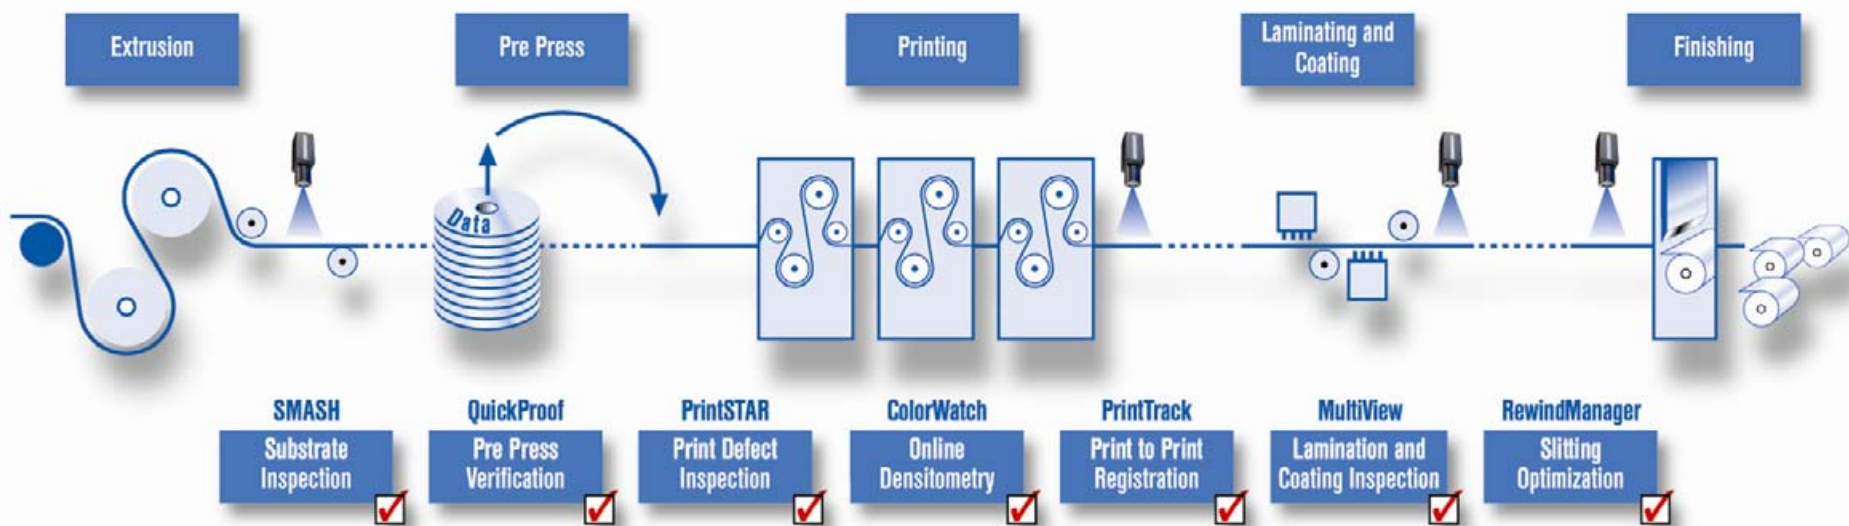 Extrusion
Pre Press
Printing
Laminating and
Coating
Finishing
Data
SMASH
Substrate
Inspection
QuickProof
Pre Press
Verification
PrintSTAR
Print Defect
Inspection
ColorWatch
Online
Densitometry
PrintTrack
Print to Print
Registration
MultiView
Lamination and
Coating Inspection
RewindManager
Slitting
Optimization